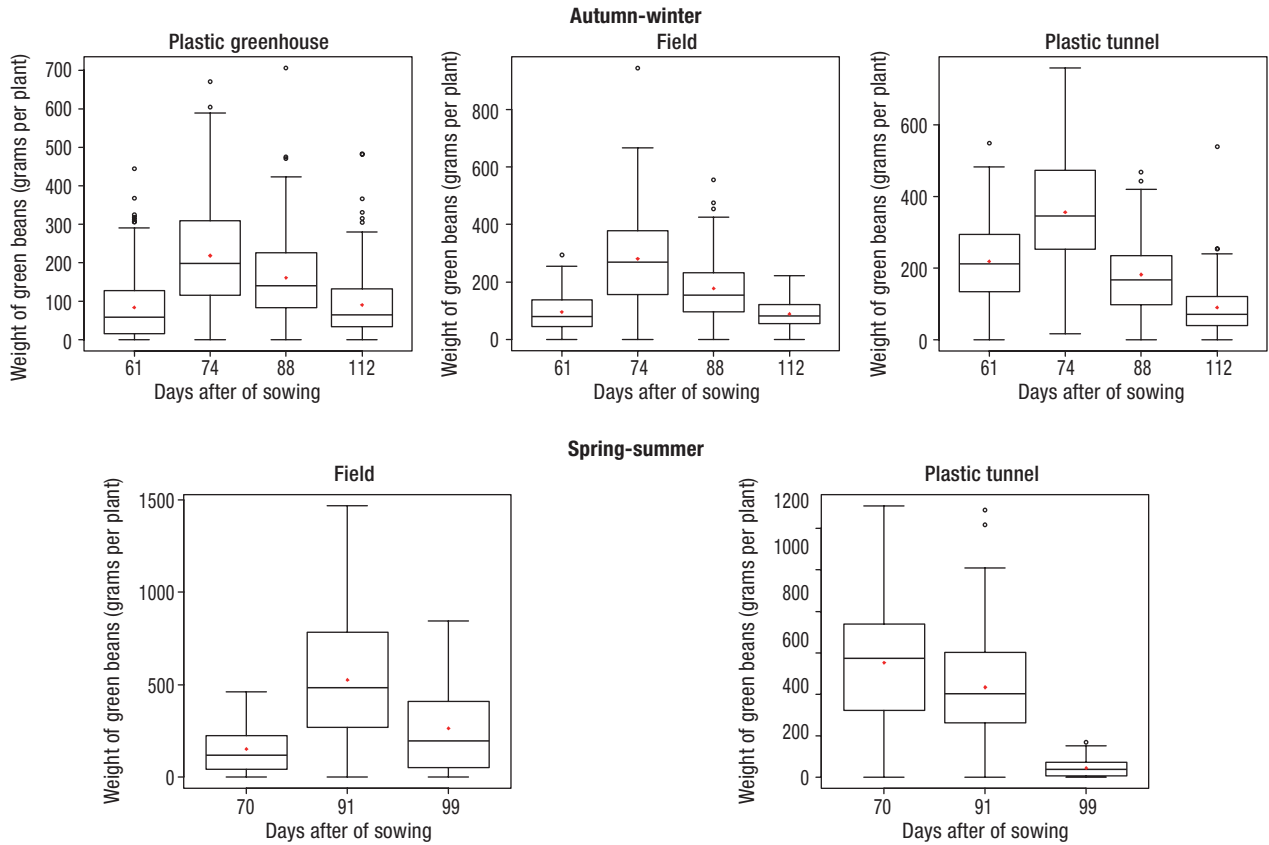 Autumn-winter
Plastic greenhouse
Weight of green beans (grams per plant)
700
600
500
400
300
200
100
0
61 74 88 112
Days after of sowing
Field
Weight of green beans (grams per plant)
800
600
400
200
0
61 74 88 112
Days after of sowing
Plastic tunnel
Weight of green beans (grams per plant)
600
400
200
0
61 74 88 112
Days after of sowing
Spring-summer
Field
Weight of green beans (grams per plant)
1500
1000
500
0
70 91 99
Days after of sowing
Plastic tunnel
Weight of green beans (grams per plant)
1200
1000
800
600
400
200
0
70 91 99
Days after of sowing